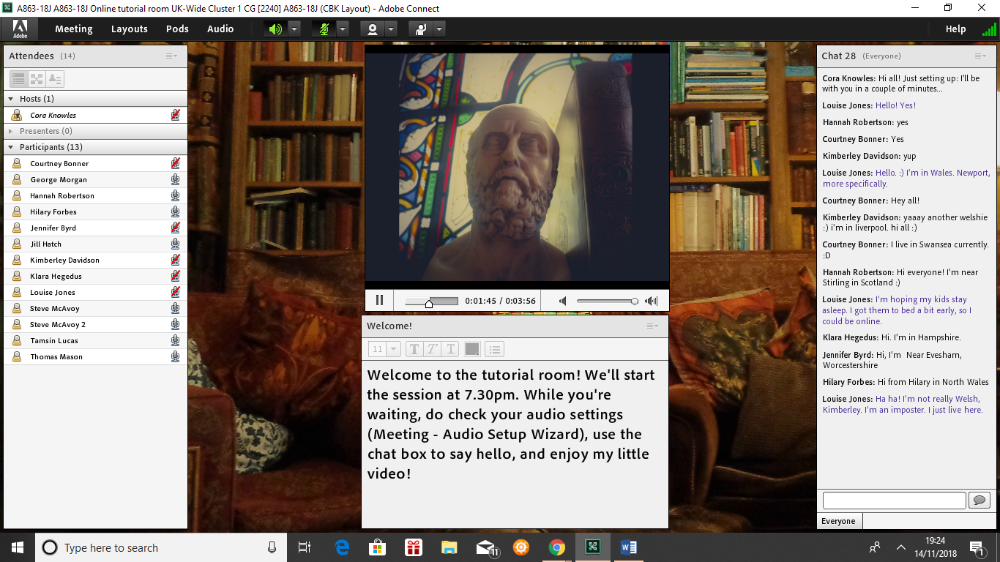 A863-18J A863-18J Online tutorial room UK-Wide Cluster 1 CG [2240] A863-18J (CBK Layout) - Adobe Connect
Adobe
Meeting Layouts Pods Audio
Help
Attendees (14)
Hosts (1)
Cora Knowles
Presenters (0)
Participants (13)
Courtney Bonner
George Morgan
Hannah Robertson
Hilary Forbes
Jennifer Byrd
Jill Hatch
Kimberley Davidson
Klara Hegedus
Louise Jones
Steve McAvoy
Steve McAvoy 2
Tamsin Lucas
Thomas Mason
0:01:45 / 0:03:56
Welcome!
11
T T T
Welcome to the tutorial room! We'll start
the session at 7.30pm. While you're
waiting, do check your audio settings
(Meeting - Audio Setup Wizard), use the
chat box to say hello, and enjoy my little
video!
Chat 28 (Everyone)
Cora Knowles: Hi all! Just setting up: I'll be
with you in a couple of minutes...
Louise Jones: Hello! Yes!
Hannah Robertson: yes
Courtney Bonner: Yes
Kimberley Davidson: yup
Louise Jones: Hello. :) I'm in Wales. Newport,
more specifically.
Courtney Bonner: Hey all!
Kimberley Davidson: yaaay another welshie
:) i'm in liverpool. hi all :)
Courtney Bonner: I live in Swansea currently.
:D
Hannah Robertson: Hi everyone! I'm near
Stirling in Scotland :)
Louise Jones: I'm hoping my kids stay
asleep. I got them to bed a bit early, so I
could be online.
Klara Hegedus: Hi. I'm in Hampshire.
Jennifer Byrd: Hi, I'm  Near Evesham,
Worcestershire
Hilary Forbes: Hi from Hilary in North Wales
Louise Jones: Ha ha! I'm not really Welsh,
Kimberley. I'm an imposter. I just live here.
Everyone
Type here to search
11
19:24
14/11/2018
1